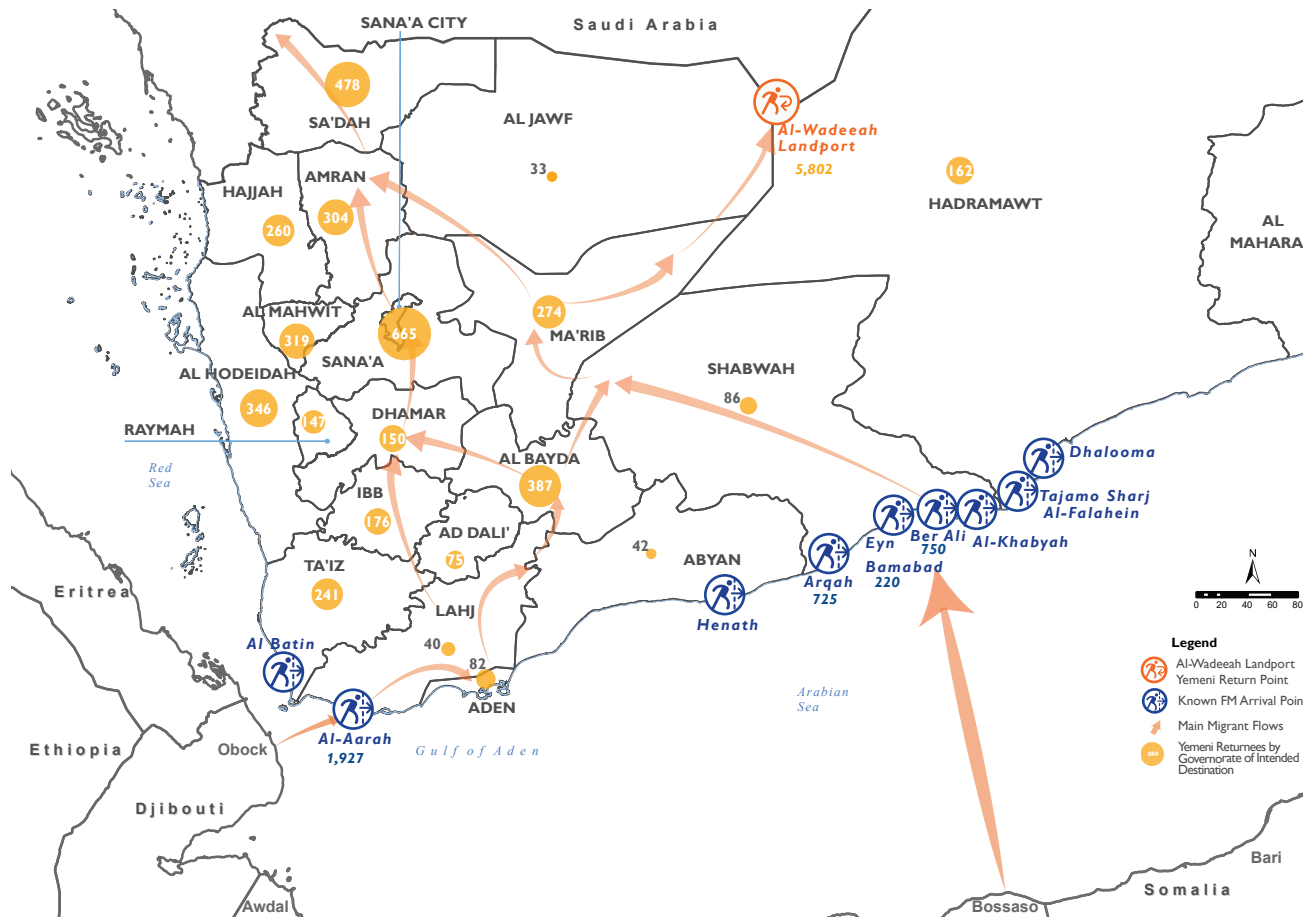 SANA'A CITY
Saudi Arabia
478
SA'DAH
AL JAWF
Al-Wadeeah
Landport
5,802
33
162
HADRAMAWT
AMRAN
HAJJAH
304
260
AL
MAHARA
AL MAHWIT
319
665
274
SANA'A
MA'RIB
AL HODEIDAH
SHABWAH
346
147
86
DHAMAR
150
RAYMAH
Red
Sea
AL BAYDA
387
Dhalooma
IBB
176
AD DALI'
75
Tajamo Sharj
Al-Falahein
Eyn
Bamabad
220
Ber Ali
750
Al-Khabyah
42
ABYAN
TA'IZ
241
Arqah
725
N
Eritrea
LAHJ
Henath
0 20 40 60 80
40
Al Batin
82
ADEN
Legend
Al-Wadeeah Landport
Yemeni Return Point
Known FM Arrival Poin
Main Migrant Flows
Yemeni Returnees by
Governorate of Intended
Destination
Arabian
Sea
Ethiopia
Obock
Al-Aarah
1,927
Gulf of Aden
Djibouti
Bari
Somalia
Awdal
Bossaso